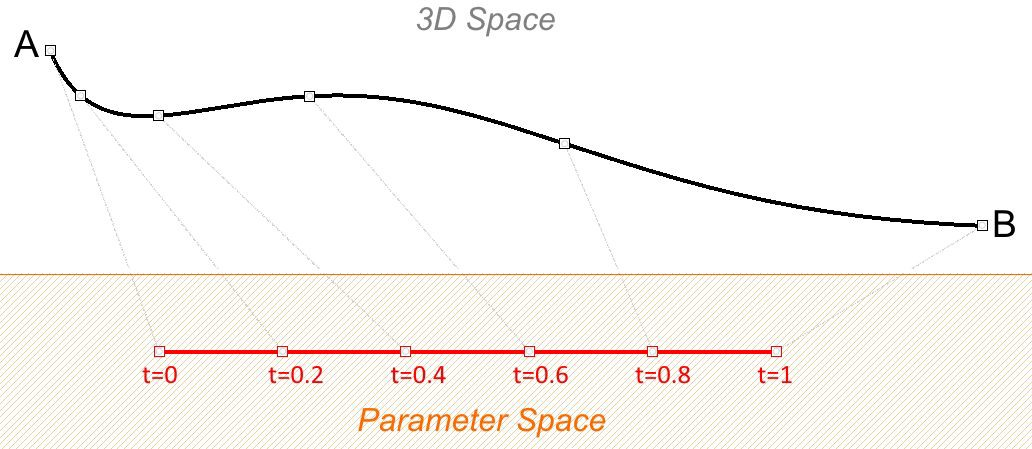 3D Space
A
B
t=0 t=0.2 t=0.4 t=0.6 t=0.8 t=1
Parameter Space